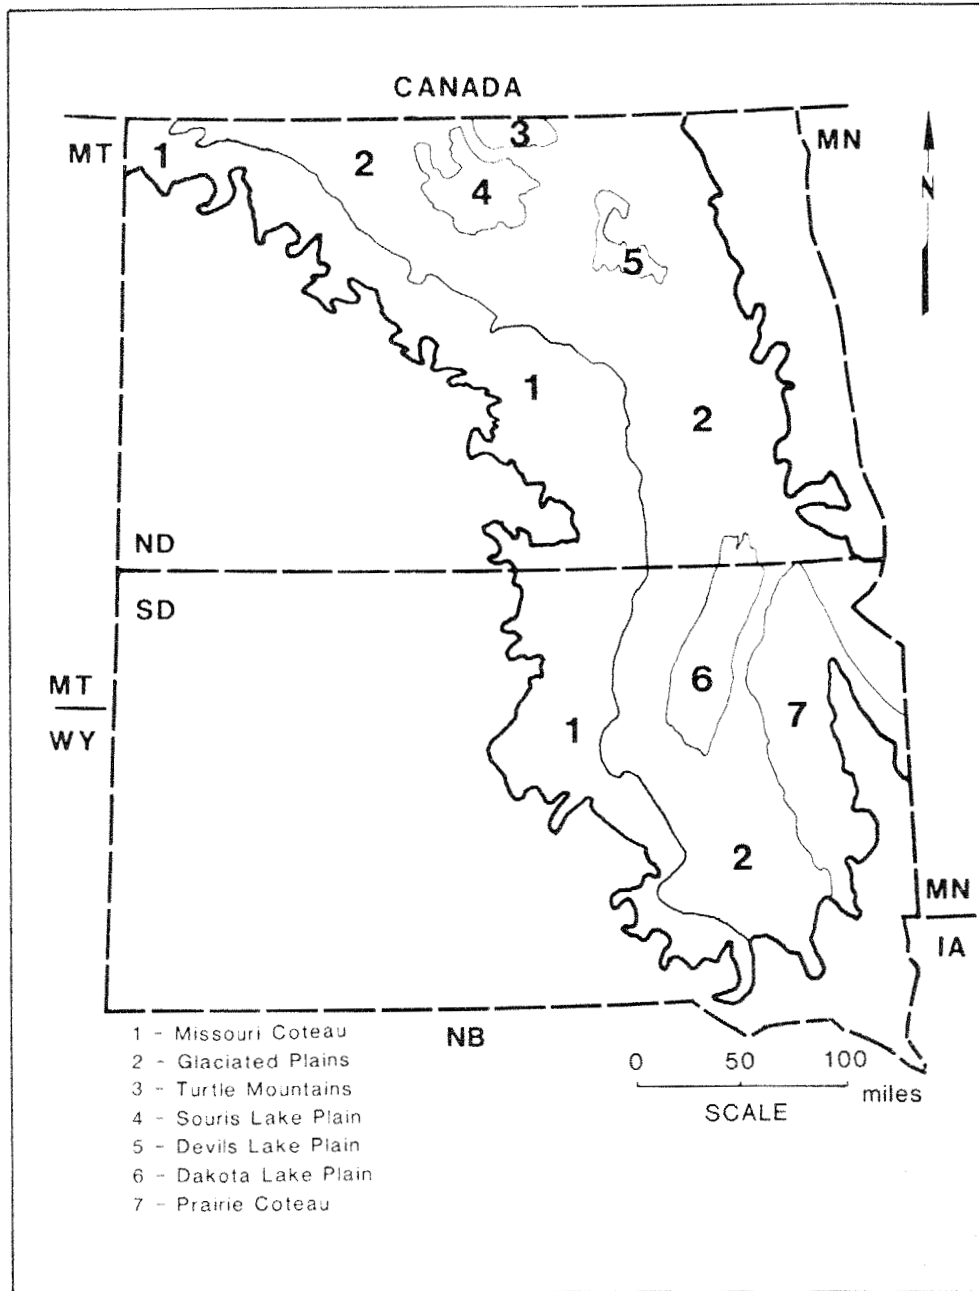 CANADA
MT
1
2
3
MN
4
N
5
1
2
ND
SD
MT
WY
6
7
1
2
MN
IA
NB
1 - Missouri Coteau
2 - Glaciated Plains
3 - Turtle Mountains
4 - Souris Lake Plain
5 - Devils Lake Plain
6 - Dakota Lake Plain
7 - Prairie Coteau
0 50 100
miles
SCALE